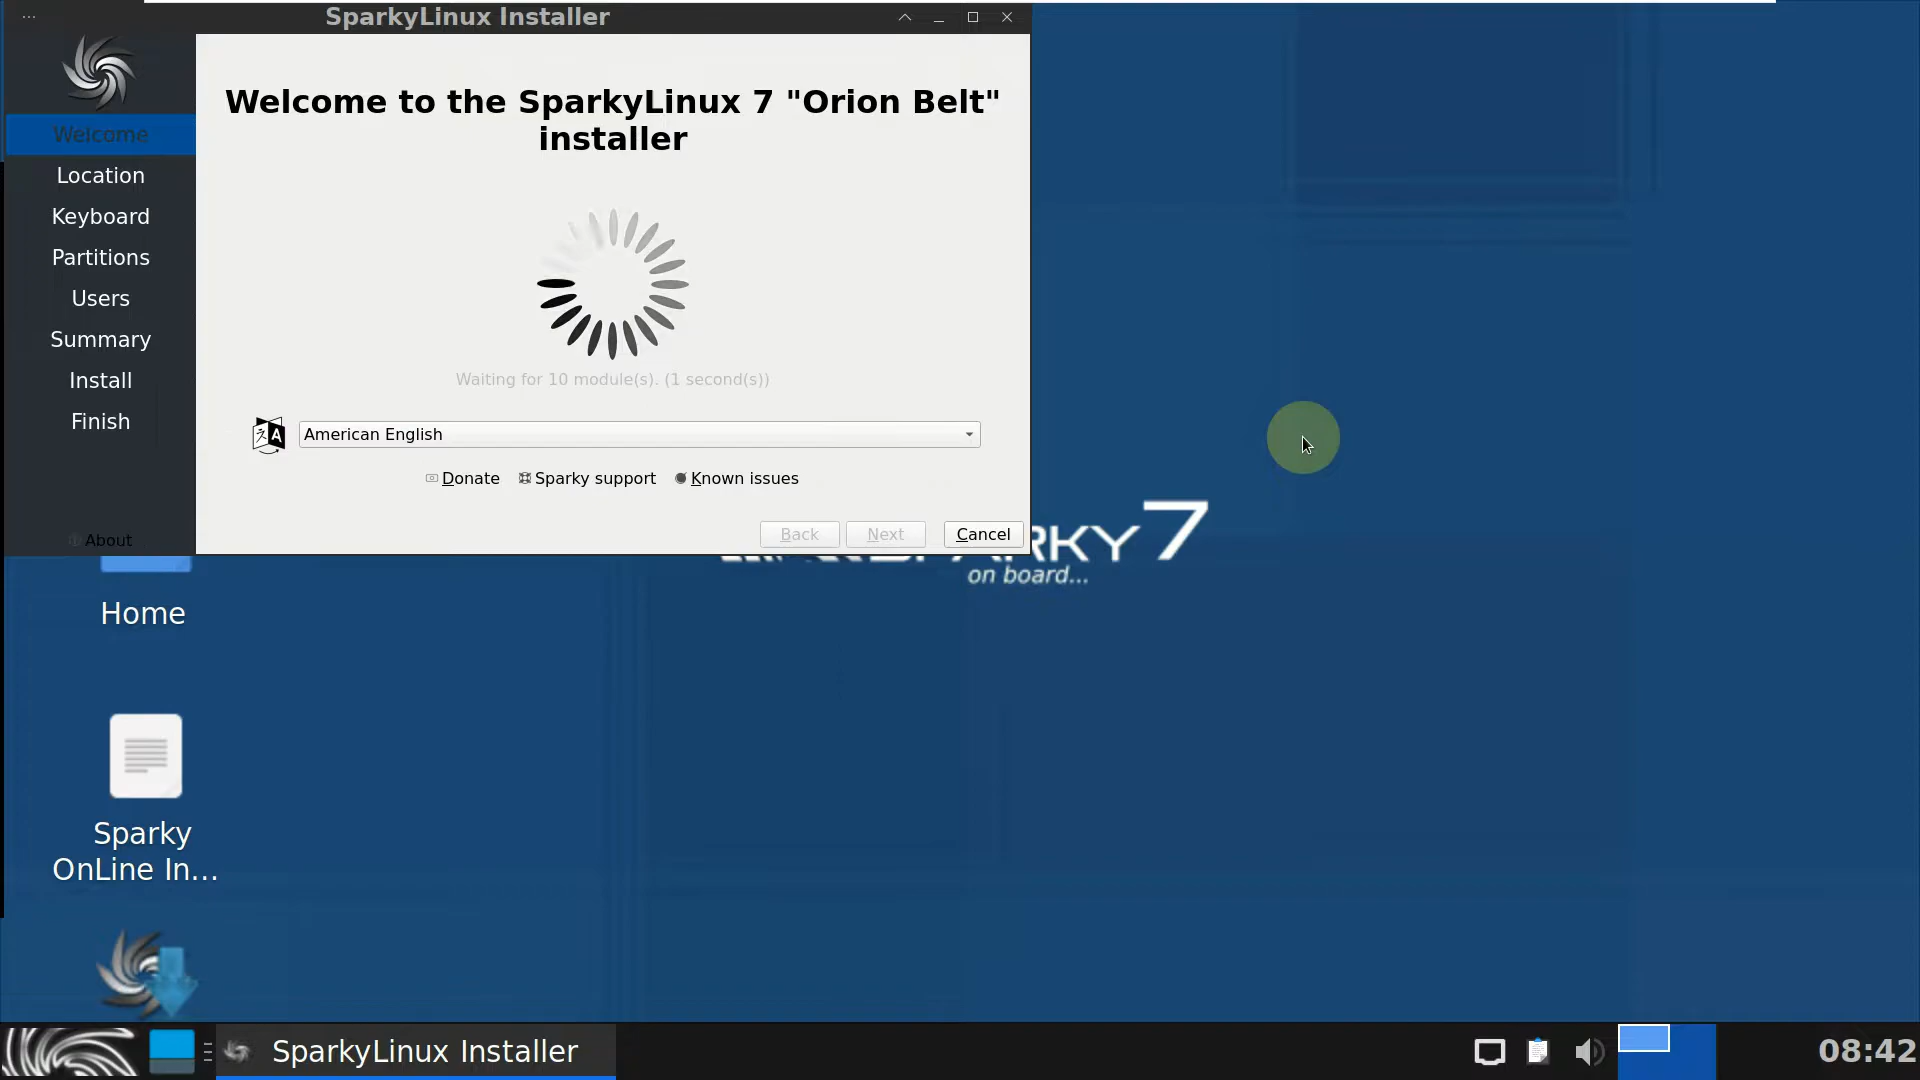 SparkyLinux Installer
Welcome to the SparkyLinux 7 "Orion Belt"
installer
Welcome
Location
Keyboard
Partitions
Users
Summary
Install
Finish
About
Waiting for 10 module(s). (1 second(s))
American English
Donate
Sparky support
Known issues
Back
Next
Cancel
7
on board...
Home
Sparky
OnLine In...
SparkyLinux Installer
08:42